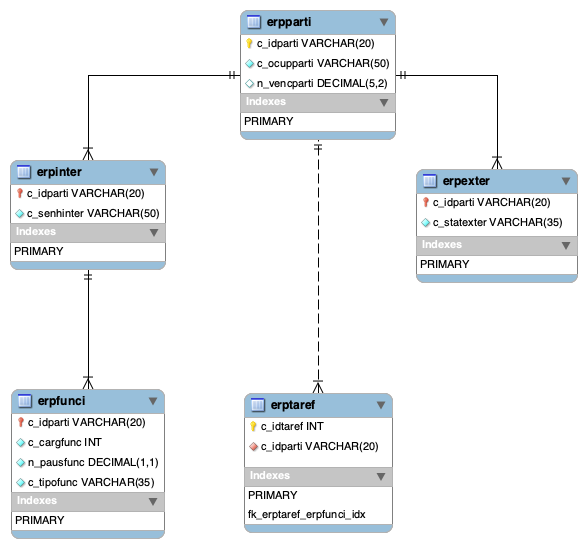 erpparti
c_idparti VARCHAR(20)
c_ocupparti VARCHAR(50)
n_vencparti DECIMAL(5,2)
Indexes
PRIMARY
erpinter
c_idparti VARCHAR(20)
c_senhinter VARCHAR(50)
Indexes
PRIMARY
erpexter
c_idparti VARCHAR(20)
c_statexter VARCHAR(35)
Indexes
PRIMARY
erpfunci
c_idparti VARCHAR(20)
c_cargfunc INT
n_pausfunc DECIMAL(1,1)
c_tipofunc VARCHAR(35)
Indexes
PRIMARY
erptaref
c_idtaref INT
c_idparti VARCHAR(20)
Indexes
PRIMARY
fk_erptaref_erpfunci_idx